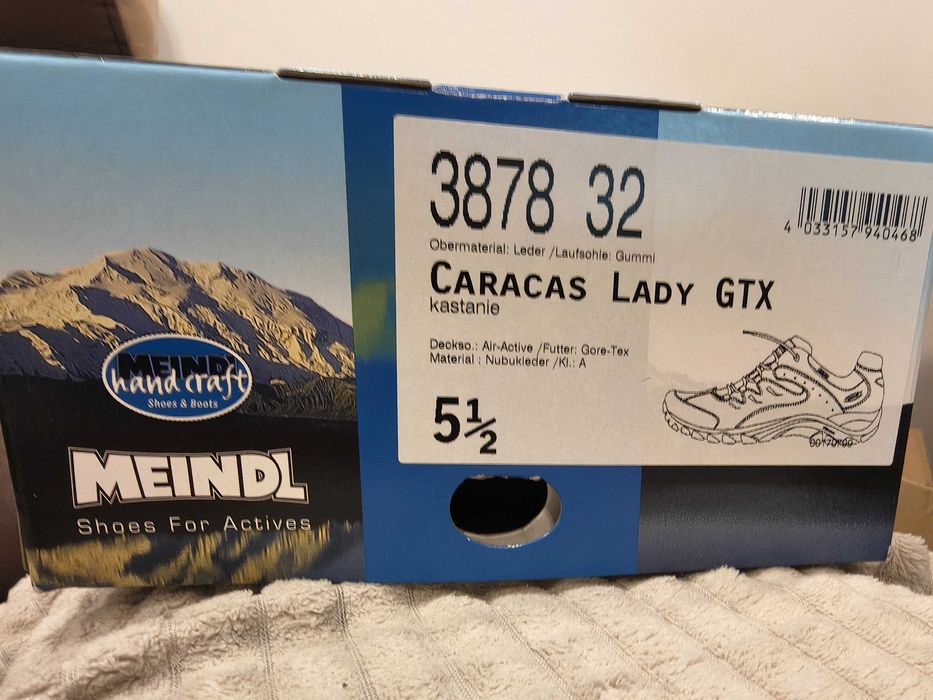 3878 32
4 033157 940468
Obermaterial: Leder /Laufsohle: Gummi
CARACAS LADY GTX
kastanie
Deckso.: Air-Active /Futter: Gore-Tex
Material : Nubukleder /Kl.: A
5½
MEINDL
hand craft
Shoes & Boots
MEINDL
Shoes For Actives